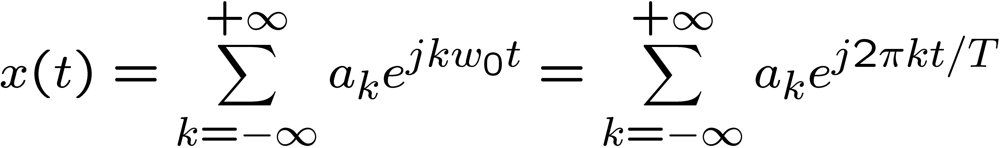 x(t) = \sum_{k=-\infty}^{+\infty} a_k e^{jkw_0t} = \sum_{k=-\infty}^{+\infty} a_k e^{j2\pi kt/T}